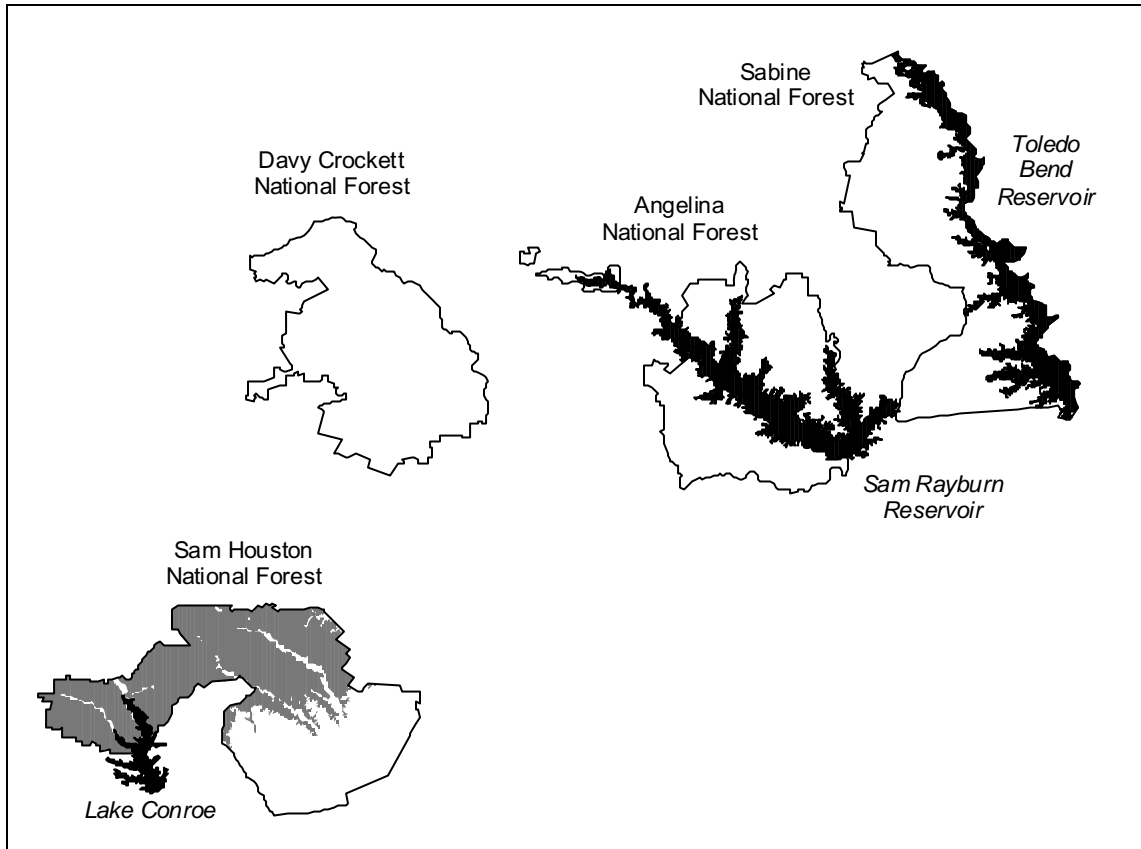 Sabine
National Forest
Toledo
Bend
Reservoir
Davy Crockett
National Forest
Angelina
National Forest
Sam Rayburn
Reservoir
Sam Houston
National Forest
Lake Conroe